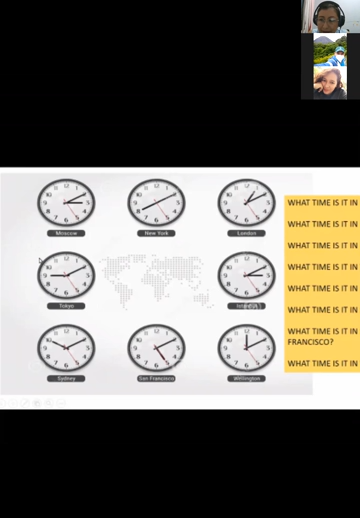 Moscow
New York
London
Tokyo
Istanbul
Sydney
San Francisco
Wellington
WHAT TIME IS IT IN
WHAT TIME IS IT IN
WHAT TIME IS IT IN
WHAT TIME IS IT IN
WHAT TIME IS IT IN
WHAT TIME IS IT IN
WHAT TIME IS IT IN
FRANCISCO?
WHAT TIME IS IT IN